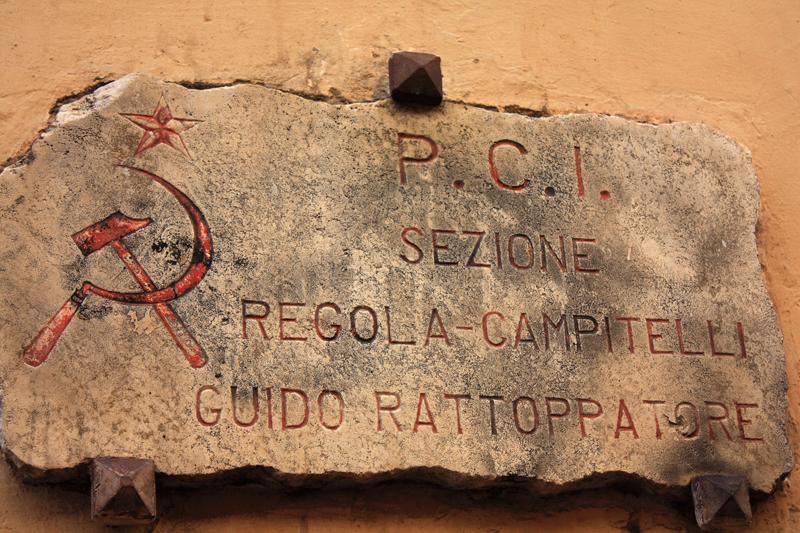 P.C.I.
SEZIONE
REGOLA-CAMPITELLI
GUIDO RATTOPPATORE